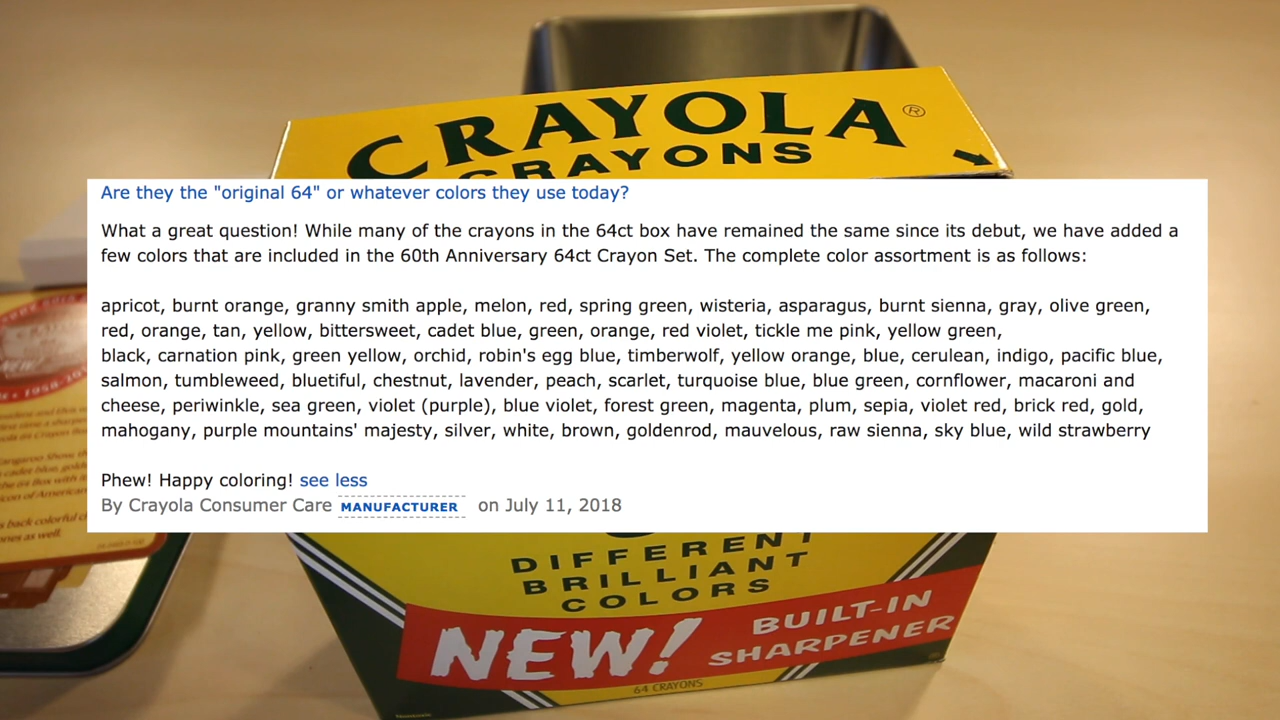 CRAYOLA®
CRAYONS
Are they the "original 64" or whatever colors they use today?
What a great question! While many of the crayons in the 64ct box have remained the same since its debut, we have added a
few colors that are included in the 60th Anniversary 64ct Crayon Set. The complete color assortment is as follows:
apricot, burnt orange, granny smith apple, melon, red, spring green, wisteria, asparagus, burnt sienna, gray, olive green,
red, orange, tan, yellow, bittersweet, cadet blue, green, orange, red violet, tickle me pink, yellow green,
black, carnation pink, green yellow, orchid, robin's egg blue, timberwolf, yellow orange, blue, cerulean, indigo, pacific blue,
salmon, tumbleweed, bluetiful, chestnut, lavender, peach, scarlet, turquoise blue, blue green, cornflower, macaroni and
cheese, periwinkle, sea green, violet (purple), blue violet, forest green, magenta, plum, sepia, violet red, brick red, gold,
mahogany, purple mountains' majesty, silver, white, brown, goldenrod, mauvelous, raw sienna, sky blue, wild strawberry
Phew! Happy coloring! see less
By Crayola Consumer Care MANUFACTURER on July 11, 2018
DIFFERENT
BRILLIANT
COLORS
NEW!
BUILT-IN
SHARPENER
64 CRAYONS